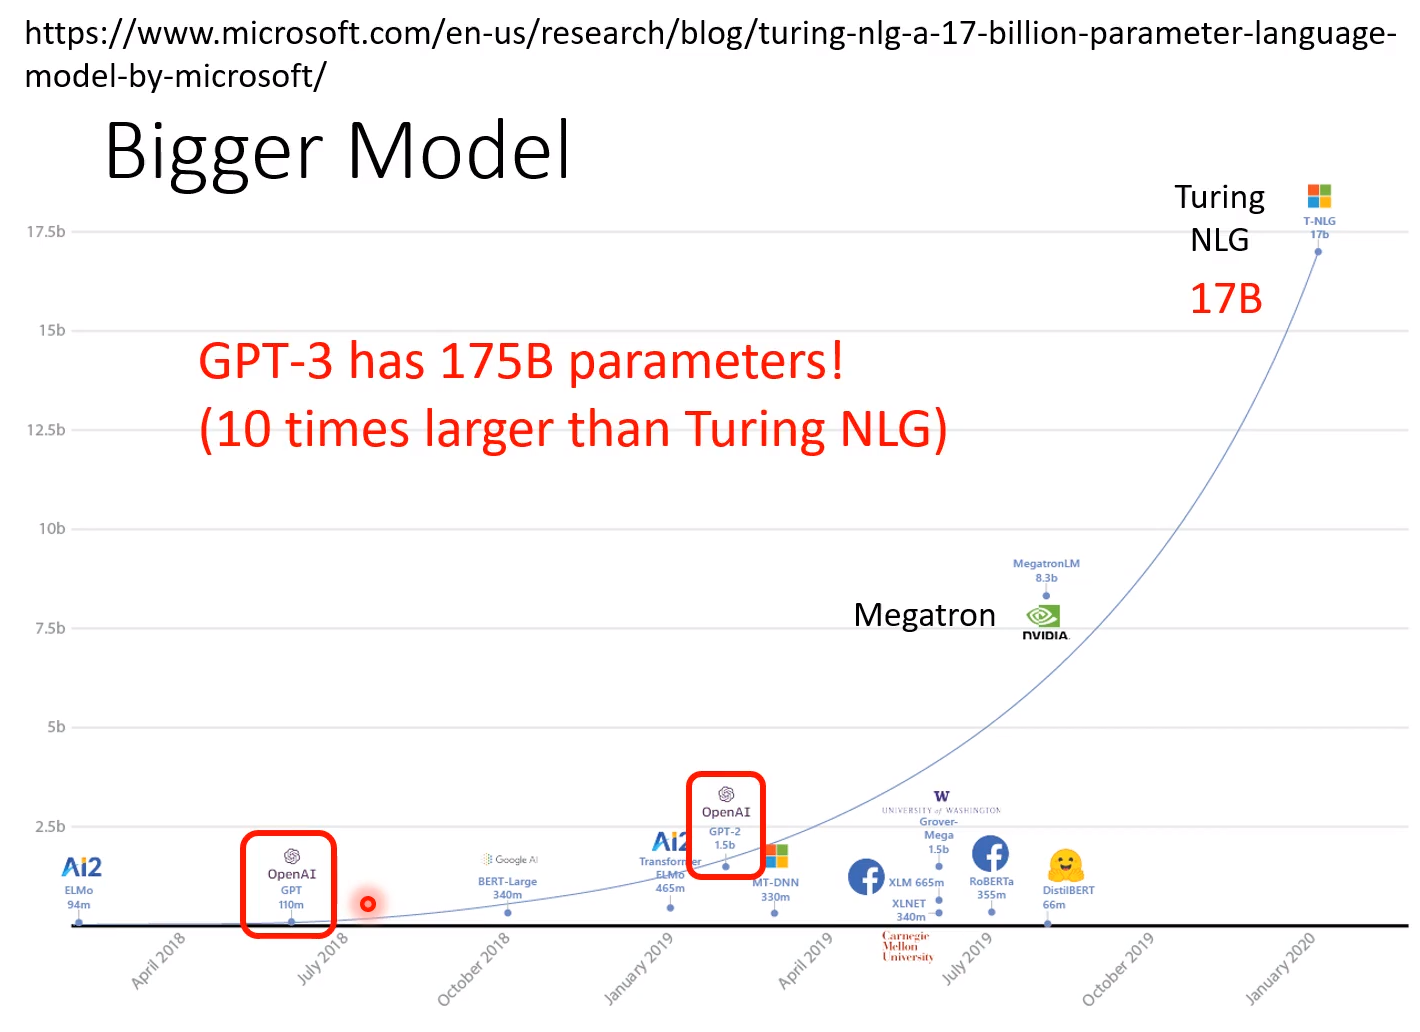 https://www.microsoft.com/en-us/research/blog/turing-nlg-a-17-billion-parameter-language-
model-by-microsoft/
Bigger Model
Turing
NLG
17B
T-NLG
17b
17.5b
15b
GPT-3 has 175B parameters!
(10 times larger than Turing NLG)
12.5b
10b
MegatronLM
8.3b
Megatron
NVIDIA.
7.5b
5b
2.5b
Ai2
ELMo
94m
OpenAI
GPT
110m
Google AI
BERT-Large
340m
Ai2
Transformer
ELMo
465m
OpenAI
GPT-2
1.5b
MT-DNN
330m
W
UNIVERSITY of WASHINGTON
Grover-
Mega
1.5b
XLM 665m
XLNET
340m
Carnegie
Mellon
University
RoBERTa
355m
DistilBERT
66m
April 2018
July 2018
October 2018
January 2019
April 2019
July 2019
October 2019
January 2020